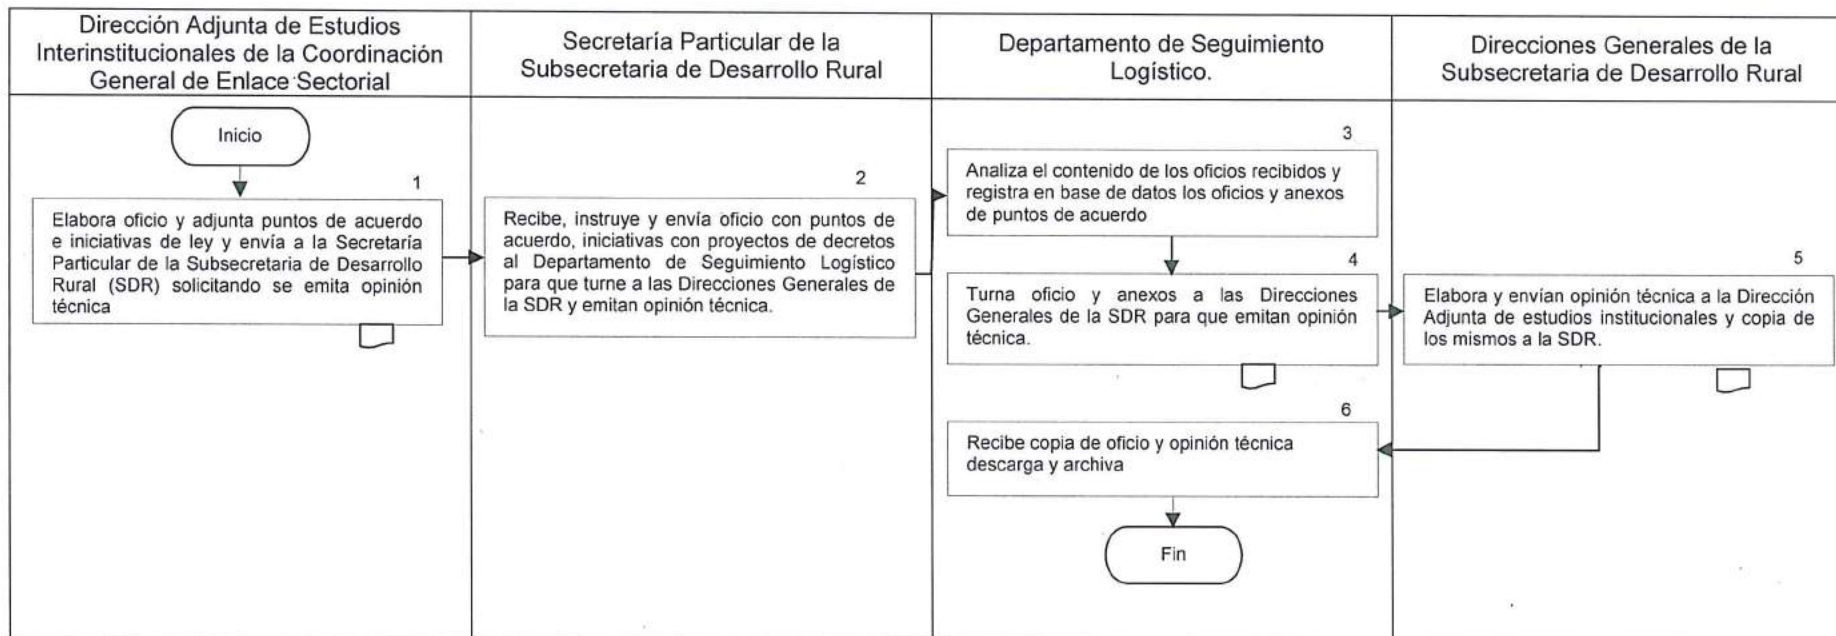 Dirección Adjunta de Estudios
Interinstitucionales de la Coordinación
General de Enlace Sectorial
Secretaría Particular de la
Subsecretaria de Desarrollo Rural
Departamento de Seguimiento
Logístico.
Direcciones Generales de la
Subsecretaria de Desarrollo Rural
Inicio
1
Elabora oficio y adjunta puntos de acuerdo
e iniciativas de ley y envía a la Secretaría
Particular de la Subsecretaria de Desarrollo
Rural (SDR) solicitando se emita opinión
técnica
2
Recibe, instruye y envía oficio con puntos de
acuerdo, iniciativas con proyectos de decretos
al Departamento de Seguimiento Logístico
para que turne a las Direcciones Generales de
la SDR y emitan opinión técnica.
3
Analiza el contenido de los oficios recibidos y
registra en base de datos los oficios y anexos
de puntos de acuerdo
4
Turna oficio y anexos a las Direcciones
Generales de la SDR para que emitan opinión
técnica.
5
Elabora y envían opinión técnica a la Dirección
Adjunta de estudios institucionales y copia de
los mismos a la SDR.
6
Recibe copia de oficio y opinión técnica
descarga y archiva
Fin